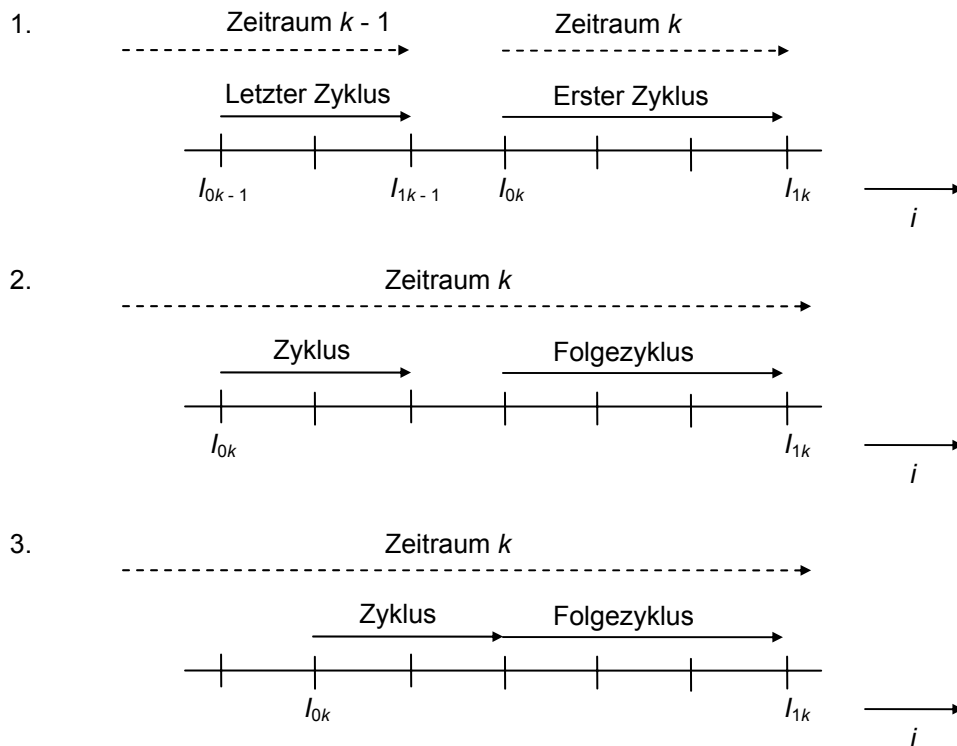 1. Zeitraum k - 1 Zeitraum k
Letzter Zyklus Erster Zyklus
I0k - 1 I1k - 1 I0k I1k
i
2. Zeitraum k
Zyklus Folgezyklus
I0k I1k
i
3. Zeitraum k
Zyklus Folgezyklus
I0k I1k
i